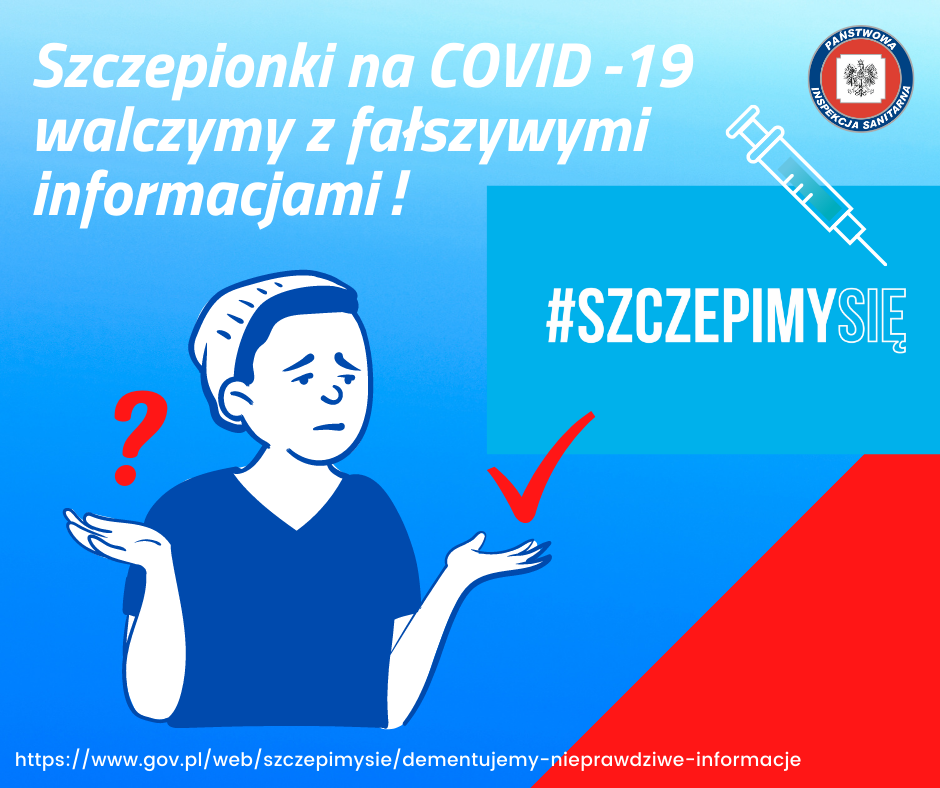 Szczepionki na COVID -19
walczymy z fałszywymi
informacjami !
PAŃSTWOWA
INSPEKCJA SANITARNA
#SZCZEPIMYSIĘ
?
https://www.gov.pl/web/szczepimysie/dementujemy-nieprawdziwe-informacje